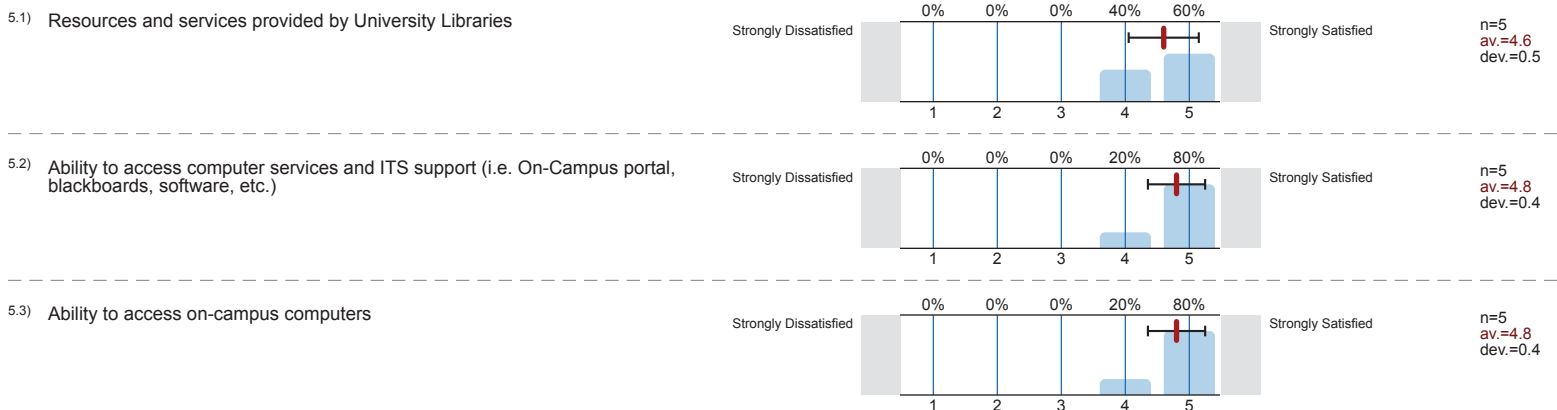 5.1) Resources and services provided by University Libraries
Strongly Dissatisfied
0% 0% 0% 40% 60%
1 2 3 4 5
Strongly Satisfied
n=5
av.=4.6
dev.=0.5
5.2) Ability to access computer services and ITS support (i.e. On-Campus portal,
blackboards, software, etc.)
Strongly Dissatisfied
0% 0% 0% 20% 80%
1 2 3 4 5
Strongly Satisfied
n=5
av.=4.8
dev.=0.4
5.3) Ability to access on-campus computers
Strongly Dissatisfied
0% 0% 0% 20% 80%
1 2 3 4 5
Strongly Satisfied
n=5
av.=4.8
dev.=0.4